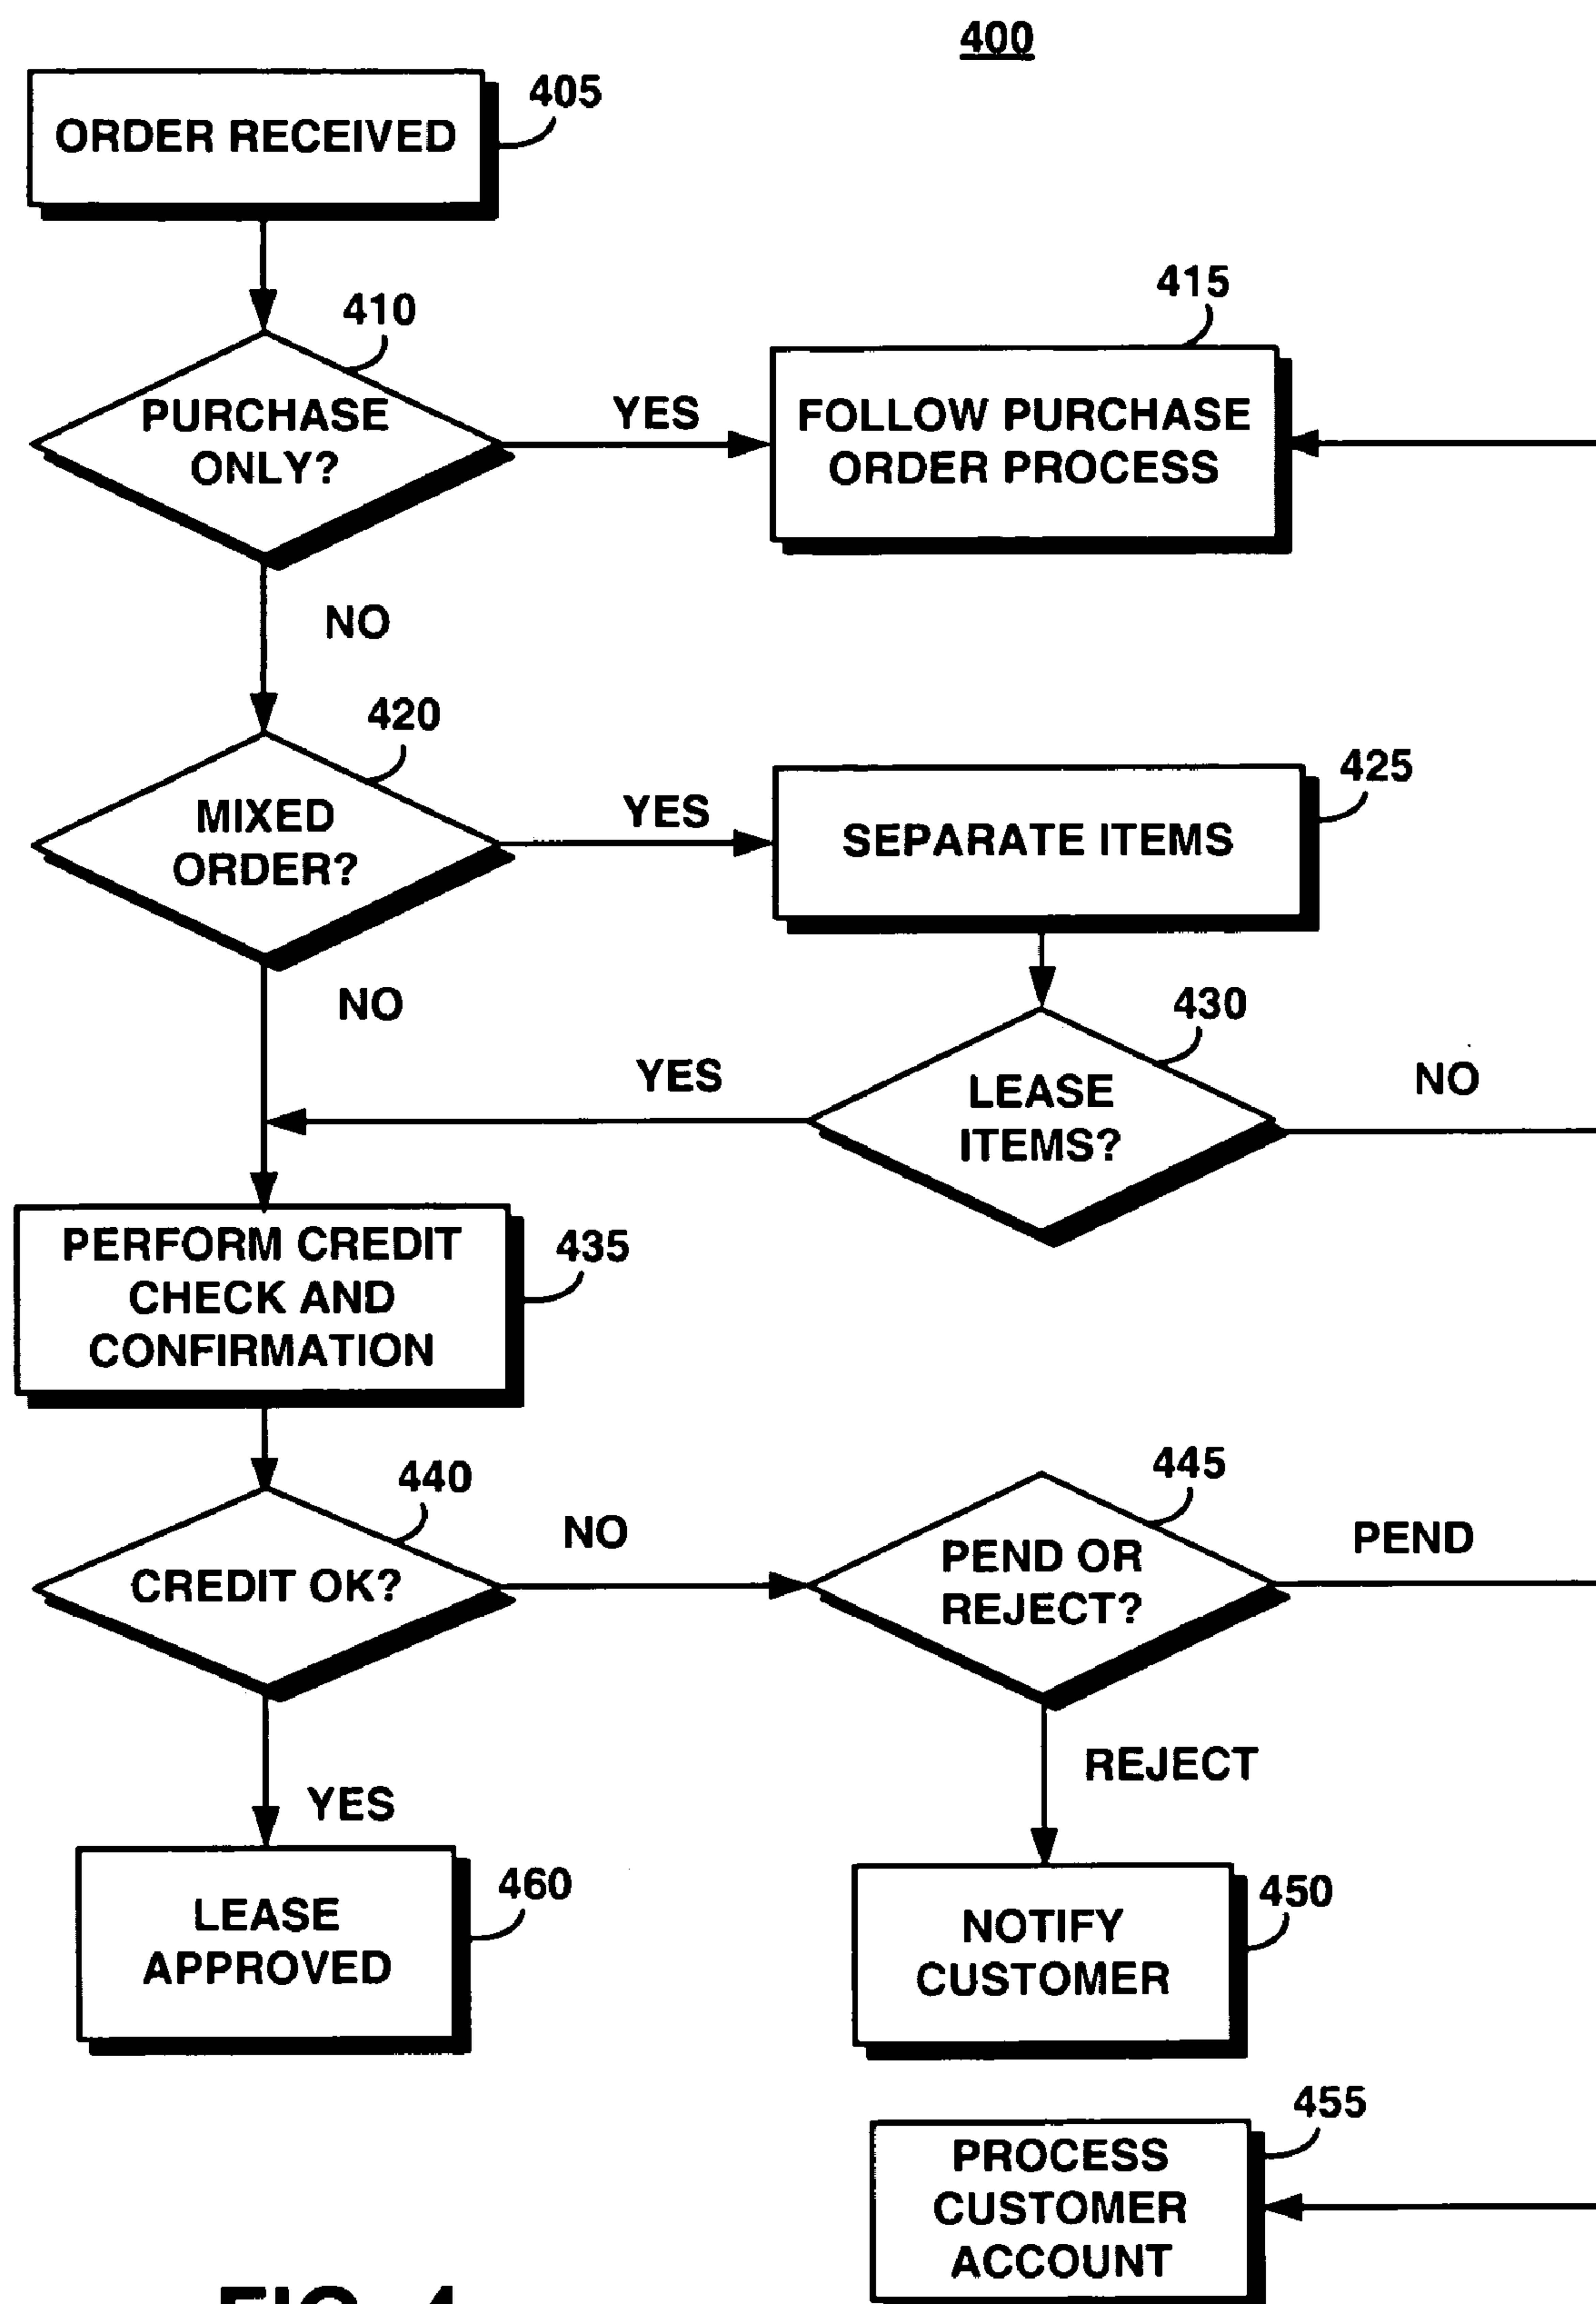 400
ORDER RECEIVED
405
410
PURCHASE
ONLY?
YES
415
FOLLOW PURCHASE
ORDER PROCESS
NO
420
MIXED
ORDER?
YES
425
SEPARATE ITEMS
NO
430
LEASE
ITEMS?
YES
NO
PERFORM CREDIT
CHECK AND
CONFIRMATION
435
440
CREDIT OK?
NO
445
PEND OR
REJECT?
PEND
YES
REJECT
LEASE
APPROVED
460
NOTIFY
CUSTOMER
450
455
PROCESS
CUSTOMER
ACCOUNT
FIG. 4